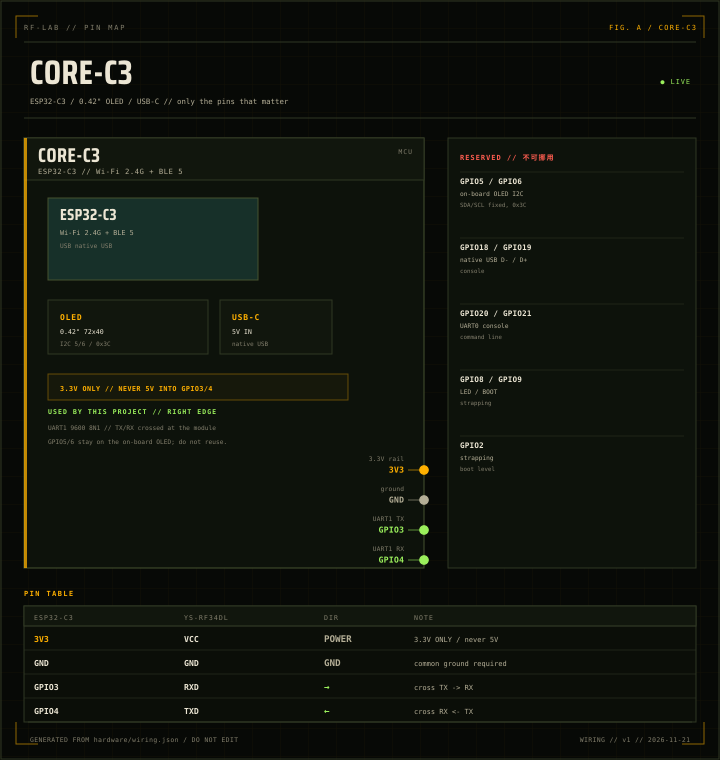 RF-LAB // PIN MAP
FIG. A / CORE-C3
CORE-C3
● LIVE
ESP32-C3 / 0.42" OLED / USB-C // only the pins that matter
CORE-C3
MCU
ESP32-C3 // Wi-Fi 2.4G + BLE 5
ESP32-C3
Wi-Fi 2.4G + BLE 5
USB native USB
OLED
0.42" 72x40
I2C 5/6 / 0x3C
USB-C
5V IN
native USB
3.3V ONLY // NEVER 5V INTO GPIO3/4
USED BY THIS PROJECT // RIGHT EDGE
UART1 9600 8N1 // TX/RX crossed at the module
GPIO5/6 stay on the on-board OLED; do not reuse.
3.3V rail
3V3
ground
GND
UART1 TX
GPIO3
UART1 RX
GPIO4
RESERVED // 不可挪用
GPIO5 / GPIO6
on-board OLED I2C
SDA/SCL fixed, 0x3C
GPIO18 / GPIO19
native USB D- / D+
console
GPIO20 / GPIO21
UART0 console
command line
GPIO8 / GPIO9
LED / BOOT
strapping
GPIO2
strapping
boot level
PIN TABLE
ESP32-C3 YS-RF34DL DIR NOTE
3V3 VCC POWER 3.3V ONLY / never 5V
GND GND GND common ground required
GPIO3 RXD → cross TX -> RX
GPIO4 TXD ← cross RX <- TX
GENERATED FROM hardware/wiring.json / DO NOT EDIT
WIRING // v1 // 2026-11-21